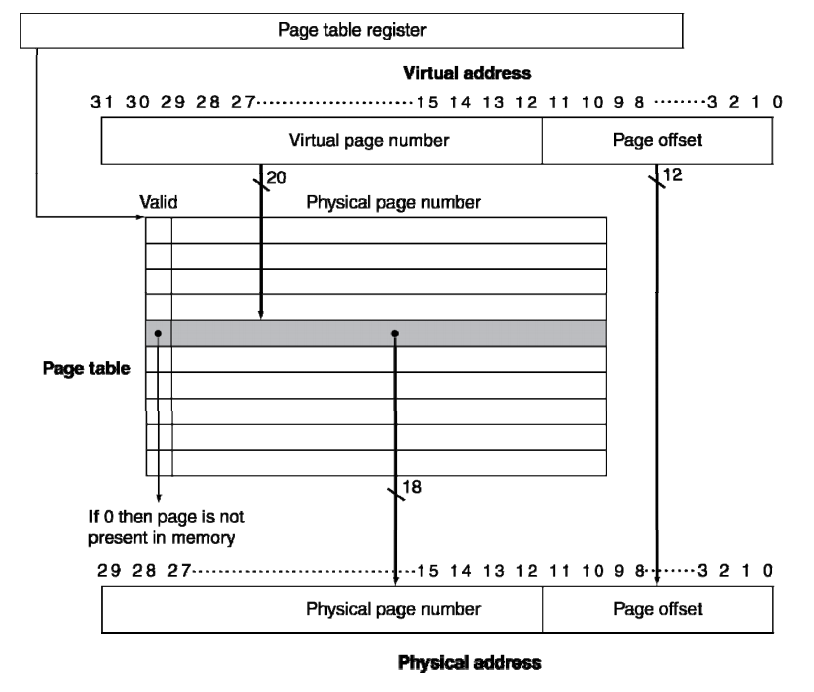 Page table register
Virtual address
31 30 29 28 27·······················15 14 13 12 11 10 9 8 ········3 2 1 0
Virtual page number Page offset
20 12
Valid Physical page number
Page table
18
If 0 then page is not
present in memory
29 28 27································15 14 13 12 11 10 9 8·······3 2 1 0
Physical page number Page offset
Physical address